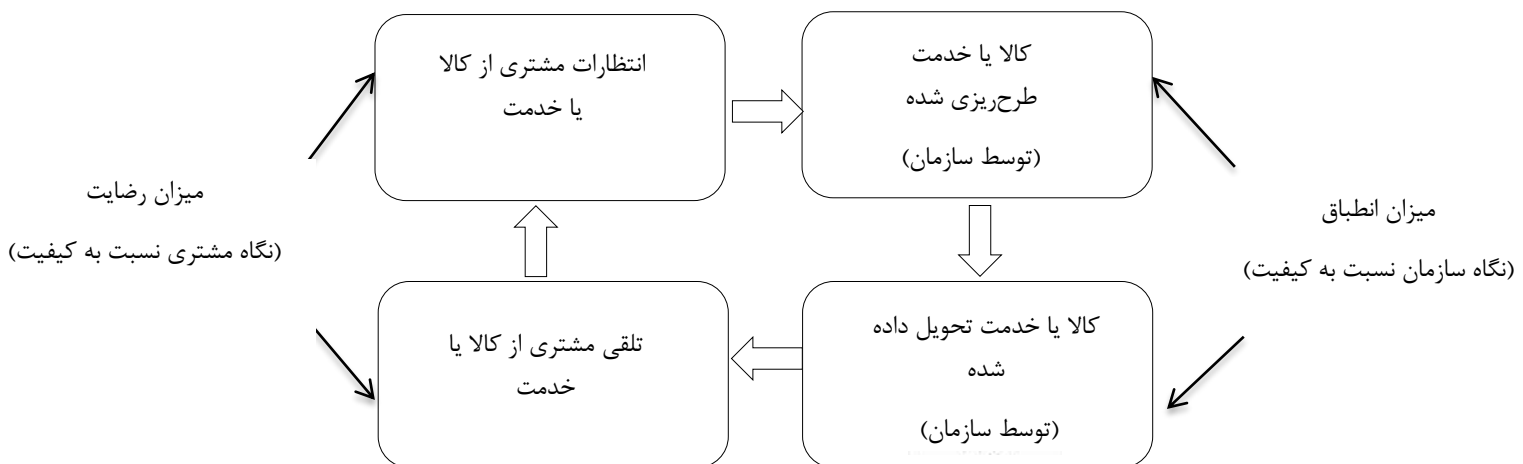 کالا یا خدمت
طرح‌ریزی شده
(توسط سازمان)
انتظارات مشتری از کالا
یا خدمت
میزان انطباق
(نگاه سازمان نسبت به کیفیت)
میزان رضایت
(نگاه مشتری نسبت به کیفیت)
کالا یا خدمت تحویل داده
شده
(توسط سازمان)
تلقی مشتری از کالا یا
خدمت